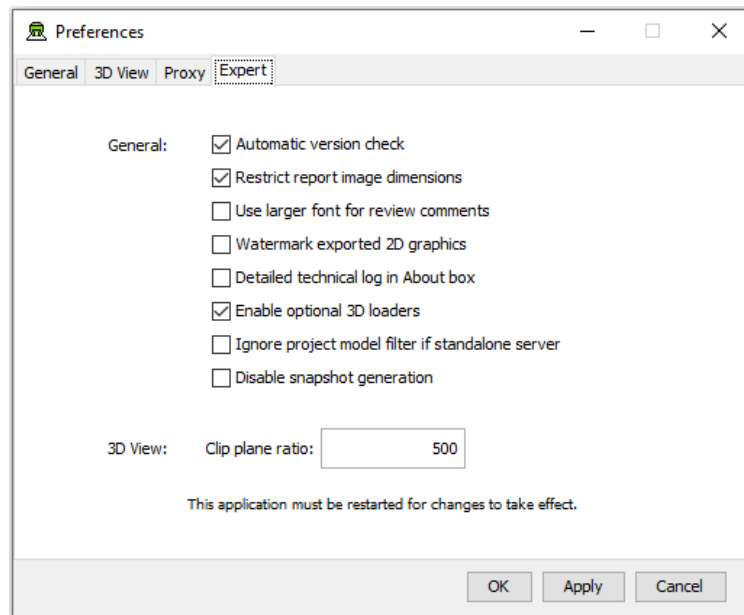 Preferences
General 3D View Proxy Expert
General: Automatic version check
Restrict report image dimensions
Use larger font for review comments
Watermark exported 2D graphics
Detailed technical log in About box
Enable optional 3D loaders
Ignore project model filter if standalone server
Disable snapshot generation
3D View: Clip plane ratio: 500
This application must be restarted for changes to take effect.
OK Apply Cancel